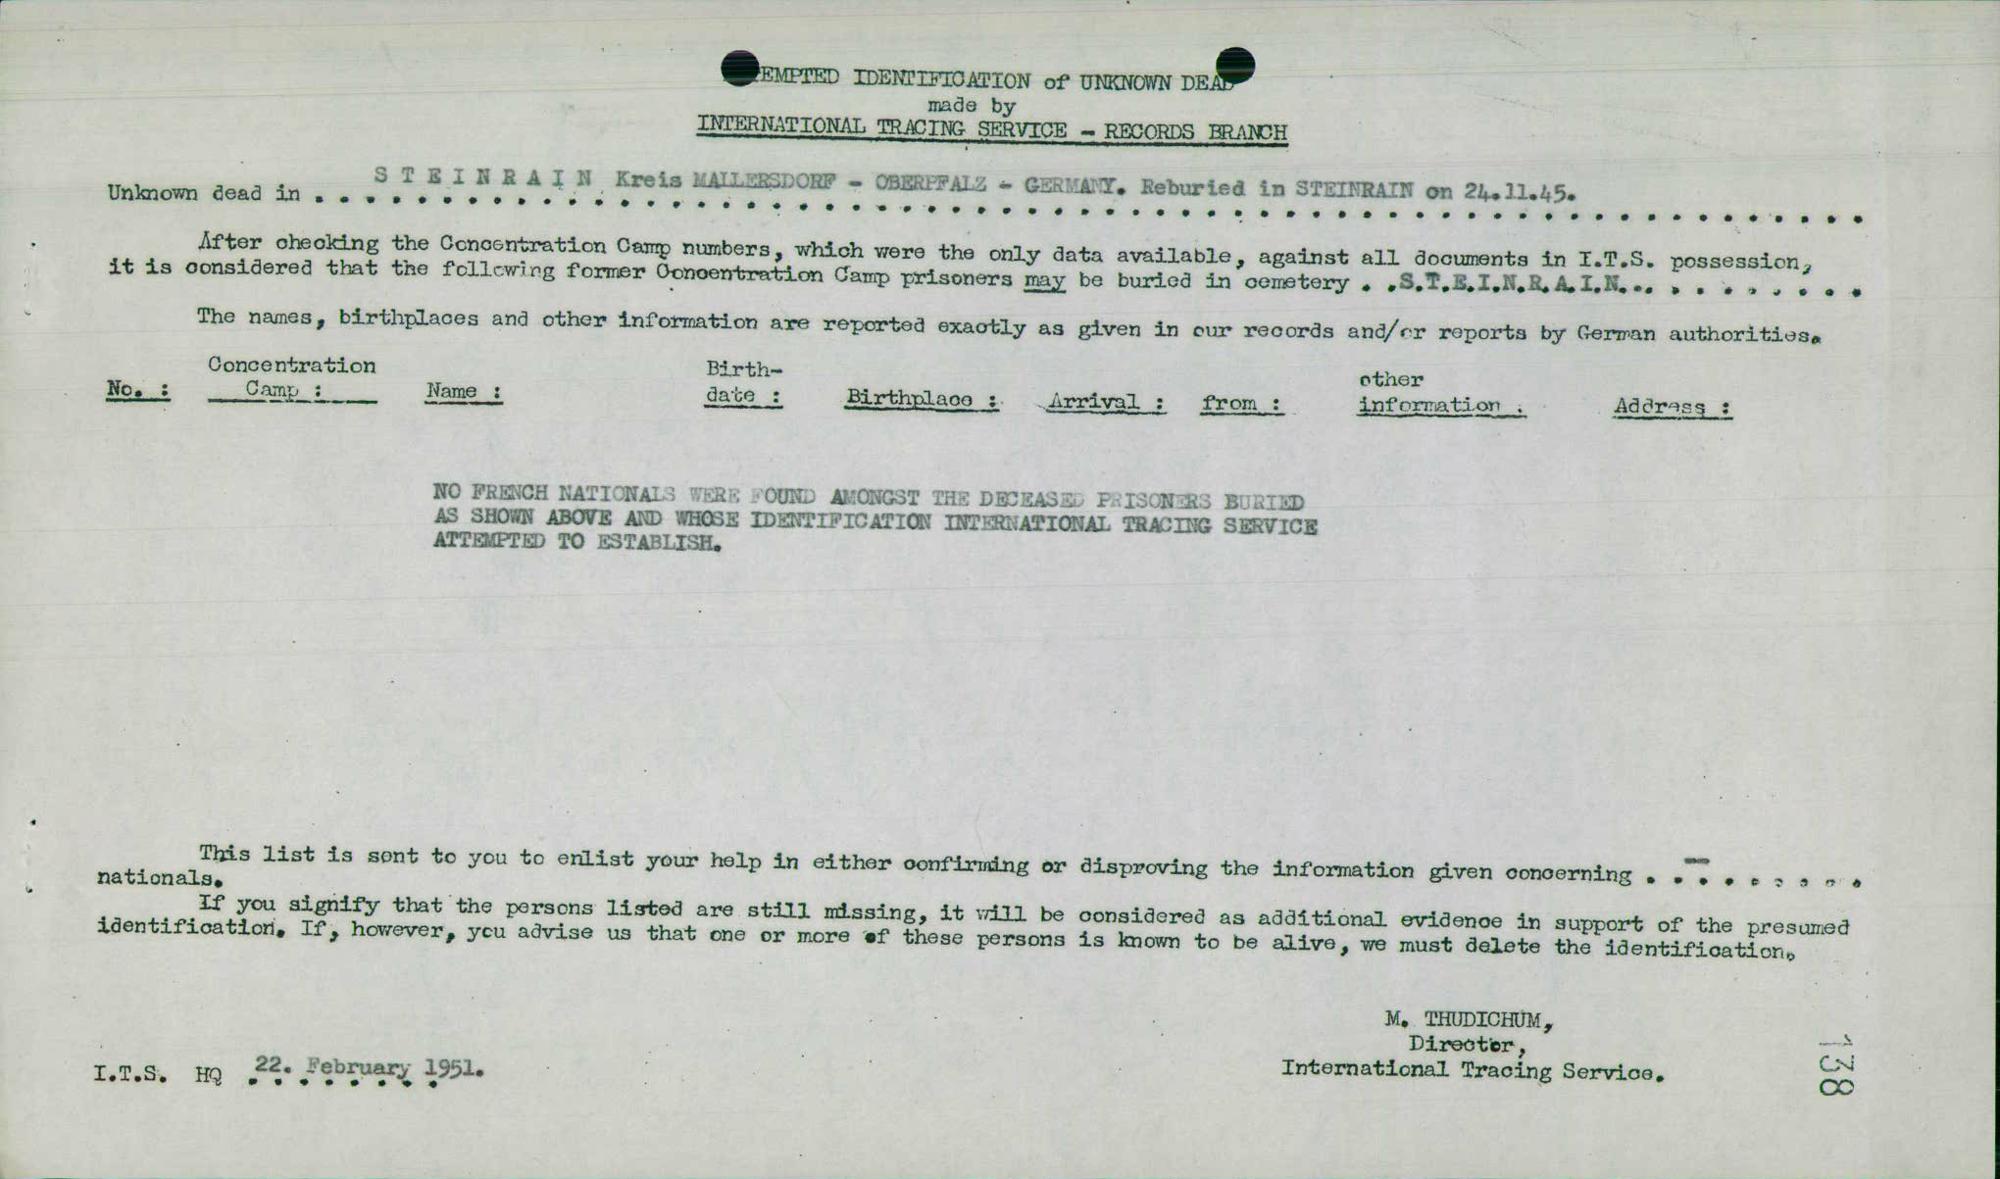 EMPTED IDENTIFICATION of UNKNOWN DEAD
made by
INTERNATIONAL TRACING SERVICE - RECORDS BRANCH
Unknown dead in . . S T E I N R A I N Kreis MALLERSDORF - OBERPFALZ - GERMANY. Reburied in STEINRAIN on 24.11.45.
After checking the Concentration Camp numbers, which were the only data available, against all documents in I.T.S. possession,
it is considered that the following former Concentration Camp prisoners may be buried in cemetery . .S.T.E.I.N.R.A.I.N. . . . . . . . . .
The names, birthplaces and other information are reported exactly as given in our records and/or reports by German authorities.
No. : Concentration Camp : Name : Birth-date : Birthplace : Arrival : from : other information : Address :
NO FRENCH NATIONALS WERE FOUND AMONGST THE DECEASED PRISONERS BURIED
AS SHOWN ABOVE AND WHOSE IDENTIFICATION INTERNATIONAL TRACING SERVICE
ATTEMPTED TO ESTABLISH.
This list is sent to you to enlist your help in either confirming or disproving the information given concerning . . - . . . . . . .
nationals.
If you signify that the persons listed are still missing, it will be considered as additional evidence in support of the presumed
identification. If, however, you advise us that one or more of these persons is known to be alive, we must delete the identification.
M. THUDICHUM,
Director,
International Tracing Service.
I.T.S. HQ 22. February 1951.
138